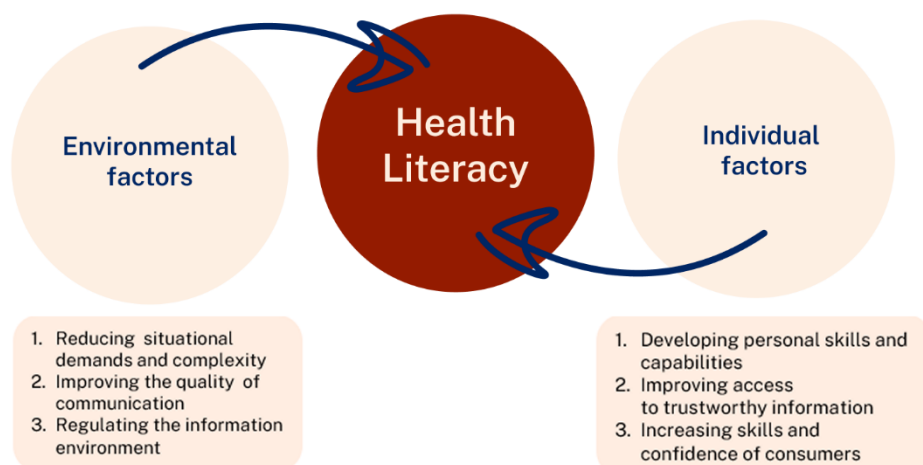 Environmental
factors
Health
Literacy
Individual
factors
1. Reducing situational
demands and complexity
2. Improving the quality of
communication
3. Regulating the information
environment
1. Developing personal skills and
capabilities
2. Improving access
to trustworthy information
3. Increasing skills and
confidence of consumers